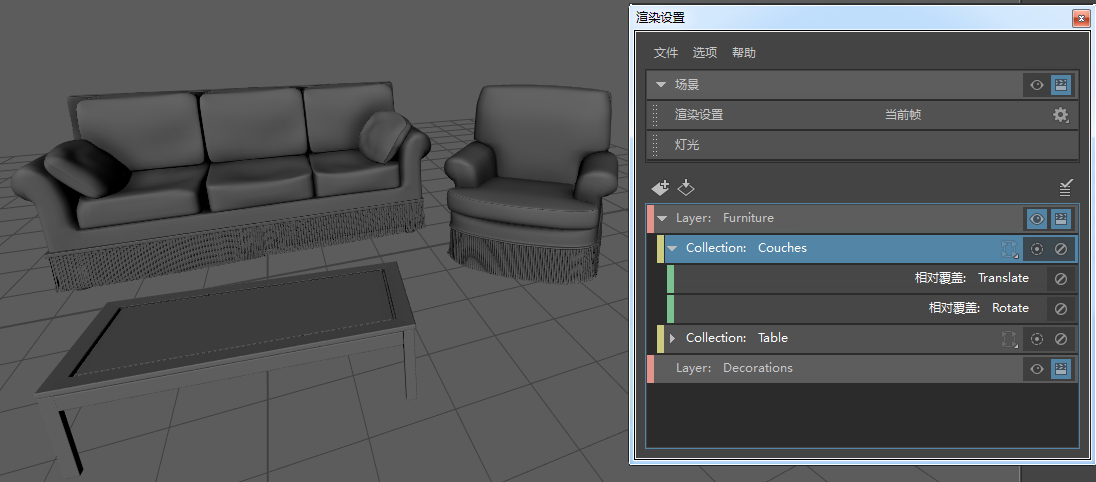 渲染设置
文件 选项 帮助
场景
渲染设置 当前帧
灯光
Layer: Furniture
Collection: Couches
相对覆盖: Translate
相对覆盖: Rotate
Collection: Table
Layer: Decorations